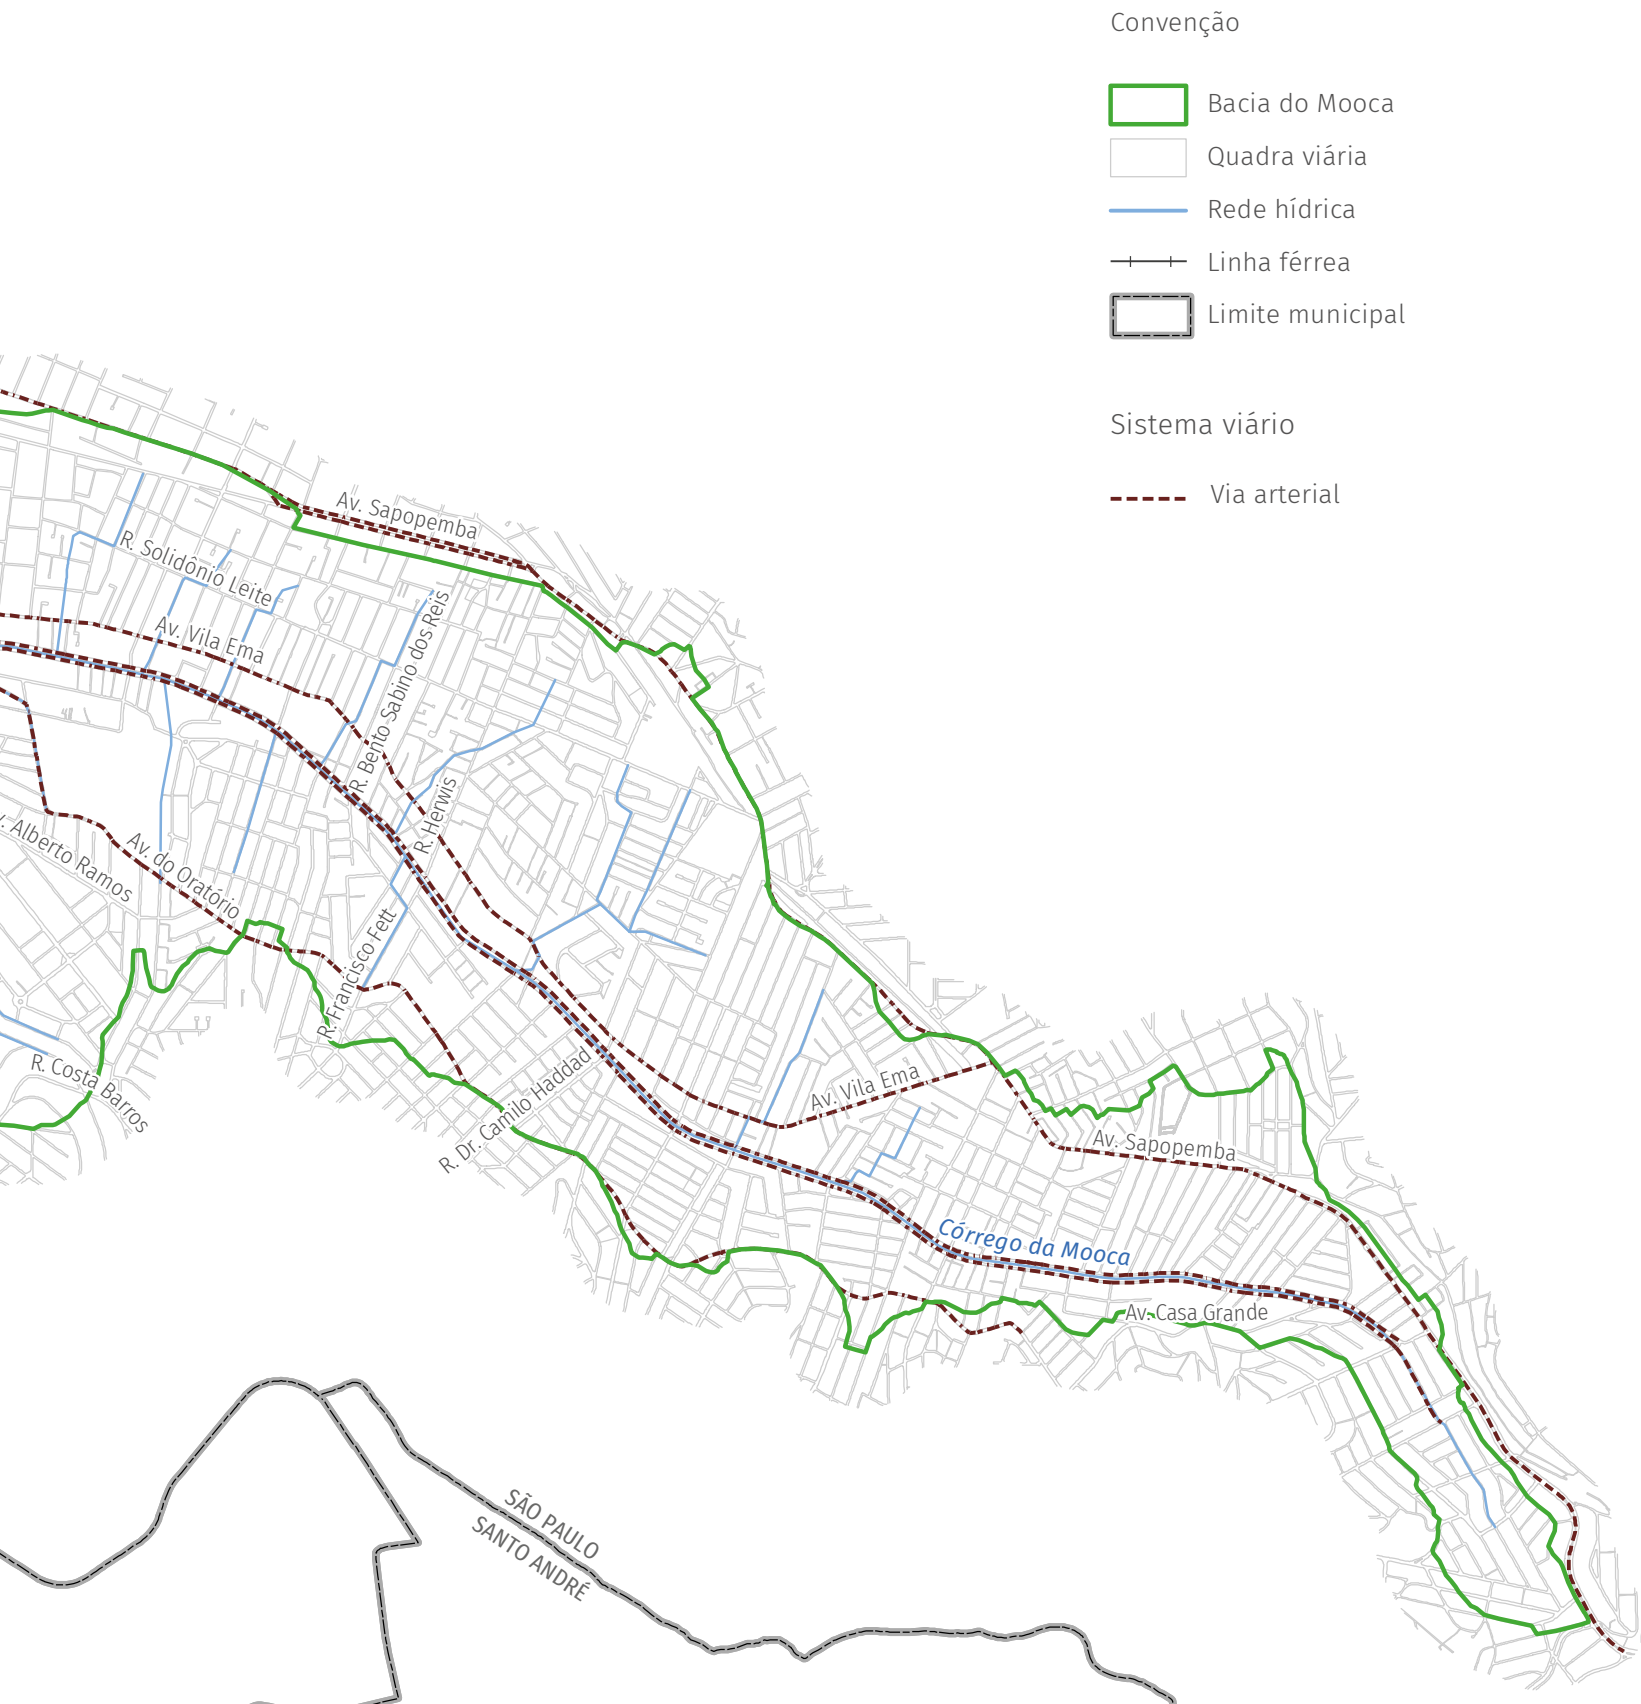 Convenção
Bacia do Mooca
Quadra viária
Rede hídrica
Linha férrea
Limite municipal
Sistema viário
Via arterial
Av. Sapopemba
R. Solidônio Leite
Av. Vila Ema
R. Bento Sabino dos Reis
R. Herwis
Av. do Oratório
v. Alberto Ramos
R. Francisco Fett
R. Costa Barros
R. Dr. Camilo Haddad
Av. Vila Ema
Av. Sapopemba
Córrego da Mooca
Av. Casa Grande
SÃO PAULO
SANTO ANDRÉ